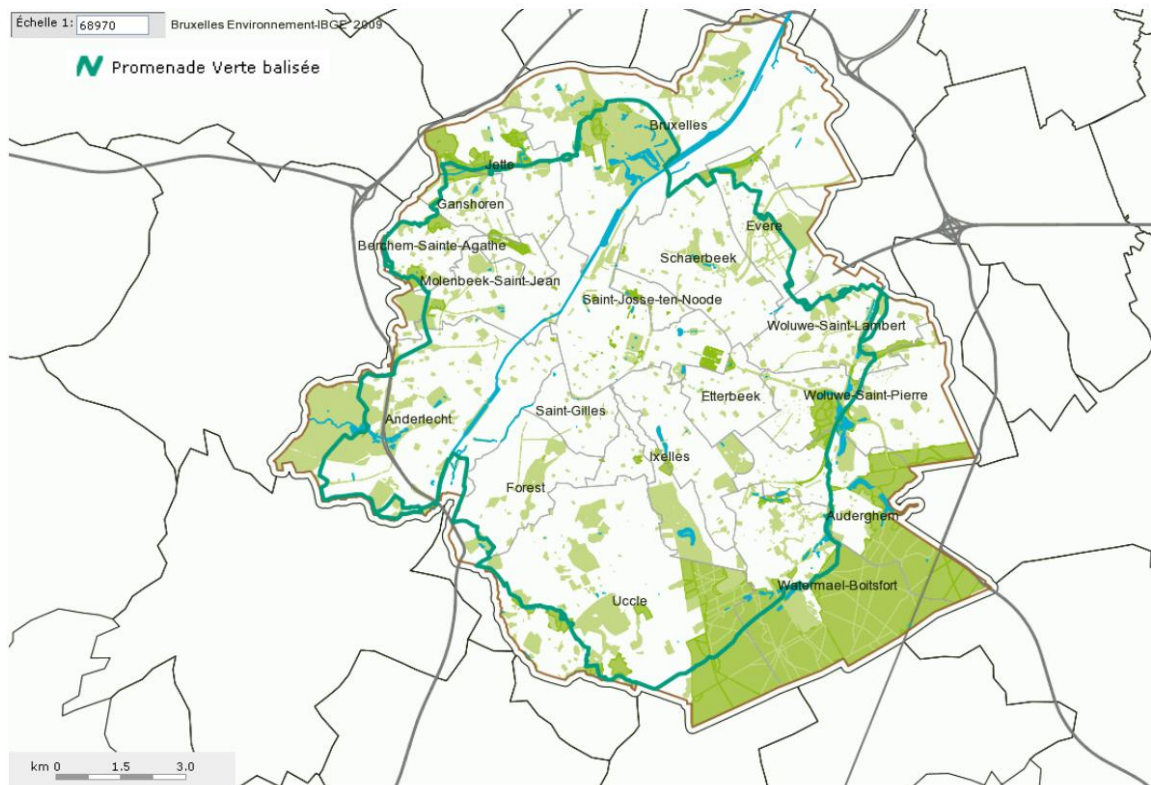 Échelle 1: 68970 Bruxelles Environnement-IBGE 2009
Promenade Verte balisée
Bruxelles
Jette
Ganshoren
Evere
Berchem-Sainte-Agathe
Schaerbeek
Molenbeek-Saint-Jean
Saint-Josse-ten-Noode
Woluwe-Saint-Lambert
Etterbeek
Woluwe-Saint-Pierre
Saint-Gilles
Anderlecht
Ixelles
Forest
Auderghem
Watermael-Boitsfort
Uccle
km 0 1.5 3.0